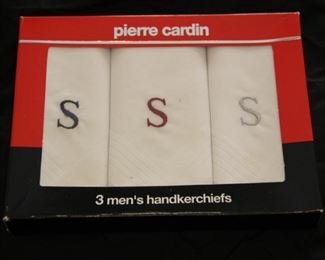 pierre cardin
S S S
3 men's handkerchiefs